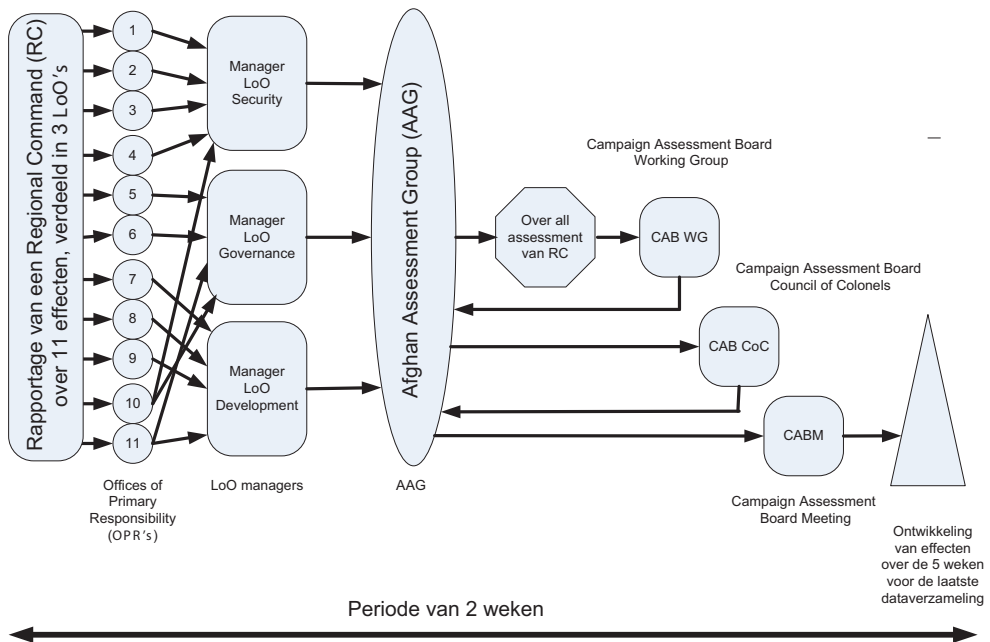 Rapportage van een Regional Command (RC)
over 11 effecten, verdeeld in 3 LoO's
1
2
3
4
5
6
7
8
9
10
11
Offices of
Primary
Responsibility
(OPR's)
Manager
LoO
Security
Manager
LoO
Governance
Manager
LoO
Development
LoO managers
Afghan Assessment Group (AAG)
AAG
Over all
assessment
van RC
Campaign Assessment Board
Working Group
CAB WG
Campaign Assessment Board
Council of Colonels
CAB CoC
CABM
Campaign Assessment
Board Meeting
Ontwikkeling
van effecten
over de 5 weken
voor de laatste
dataverzameling
Periode van 2 weken